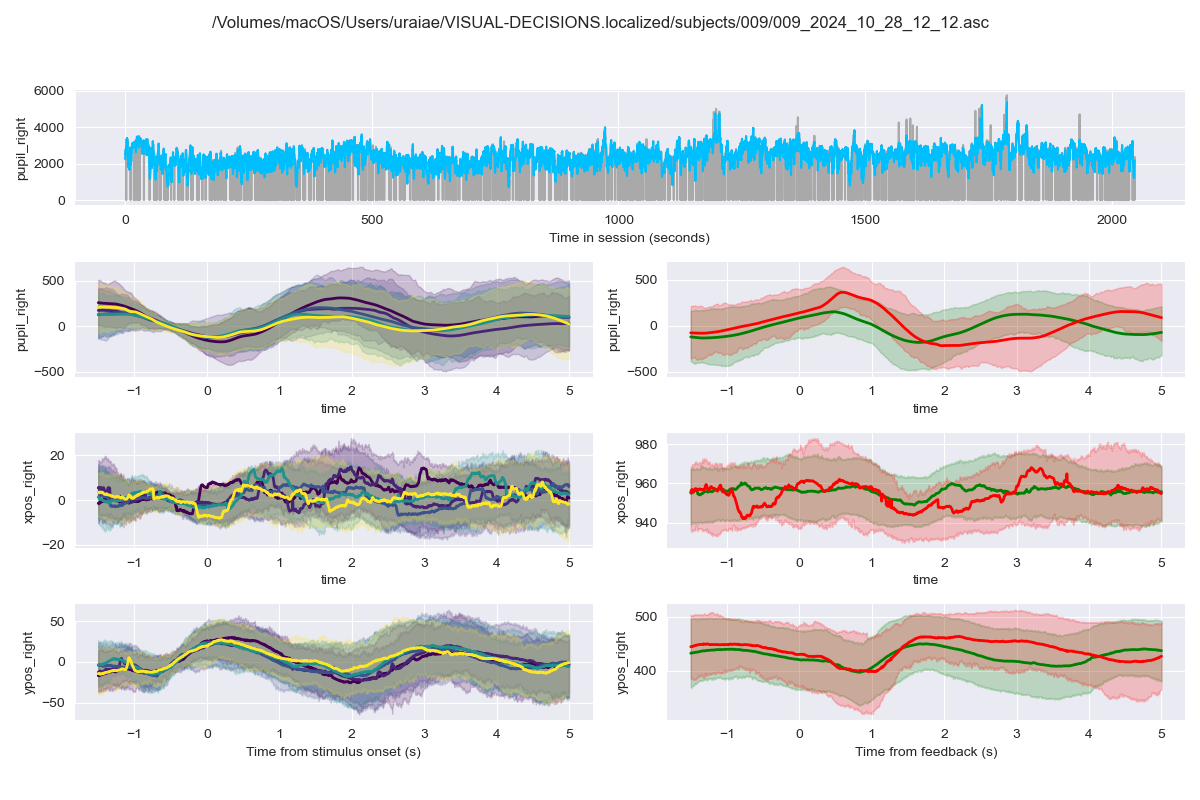 /Volumes/macOS/Users/uraiae/VISUAL-DECISIONS.localized/subjects/009/009_2024_10_28_12_12.asc
pupil_right
6000
4000
2000
0
0 500 1000 1500 2000
Time in session (seconds)
pupil_right
500
0
−500
−1 0 1 2 3 4 5
time
pupil_right
500
0
−500
−1 0 1 2 3 4 5
time
xpos_right
20
0
−20
−1 0 1 2 3 4 5
time
xpos_right
980
960
940
−1 0 1 2 3 4 5
time
ypos_right
50
0
−50
−1 0 1 2 3 4 5
Time from stimulus onset (s)
ypos_right
500
400
−1 0 1 2 3 4 5
Time from feedback (s)